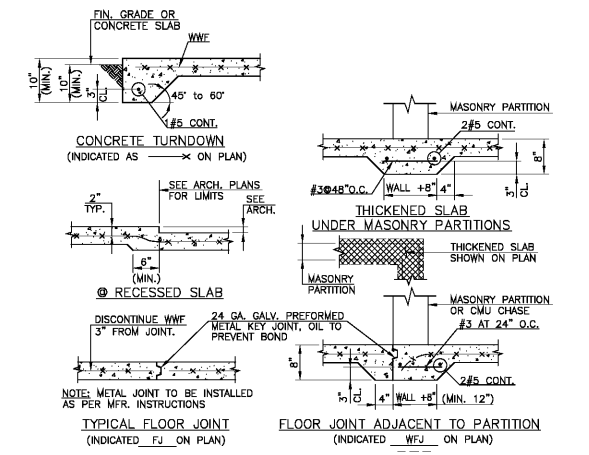 FIN. GRADE OR
CONCRETE SLAB
WWF
10"
(MIN.)
10"
(MIN.)
3"
CL.
45° to 60°
1#5 CONT.
CONCRETE TURNDOWN
(INDICATED AS ON PLAN)
MASONRY PARTITION
2#5 CONT.
8"
#3@48"O.C.
WALL +8"
4"
3"
CL.
THICKENED SLAB
UNDER MASONRY PARTITIONS
2"
TYP.
SEE ARCH. PLANS
FOR LIMITS
SEE
ARCH.
6"
(MIN.)
@ RECESSED SLAB
THICKENED SLAB
SHOWN ON PLAN
MASONRY
PARTITION
DISCONTINUE WWF
3" FROM JOINT.
24 GA. GALV. PREFORMED
METAL KEY JOINT, OIL TO
PREVENT BOND
NOTE: METAL JOINT TO BE INSTALLED
AS PER MFR. INSTRUCTIONS
TYPICAL FLOOR JOINT
(INDICATED FJ ON PLAN)
MASONRY PARTITION
OR CMU CHASE
#3 AT 24" O.C.
8"
2#5 CONT.
3"
CL.
4"
WALL +8"
(MIN. 12")
FLOOR JOINT ADJACENT TO PARTITION
(INDICATED WFJ ON PLAN)